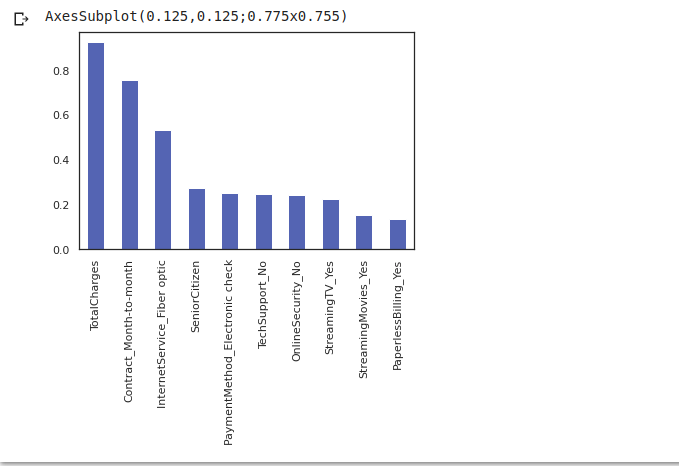 AxesSubplot(0.125,0.125;0.775x0.755)
0.8
0.6
0.4
0.2
0.0
TotalCharges
Contract_Month-to-month
InternetService_Fiber optic
SeniorCitizen
PaymentMethod_Electronic check
TechSupport_No
OnlineSecurity_No
StreamingTV_Yes
StreamingMovies_Yes
PaperlessBilling_Yes